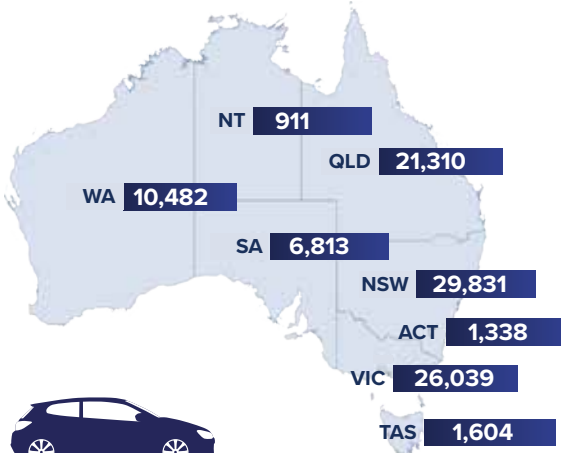 NT 911
QLD 21,310
WA 10,482
SA 6,813
NSW 29,831
ACT 1,338
VIC 26,039
TAS 1,604